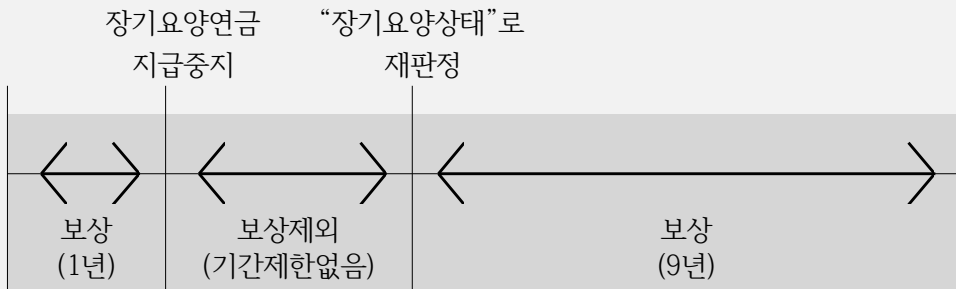 장기요양연금
지급중지
“장기요양상태”로
재판정
보상
(1년)
보상제외
(기간제한없음)
보상
(9년)